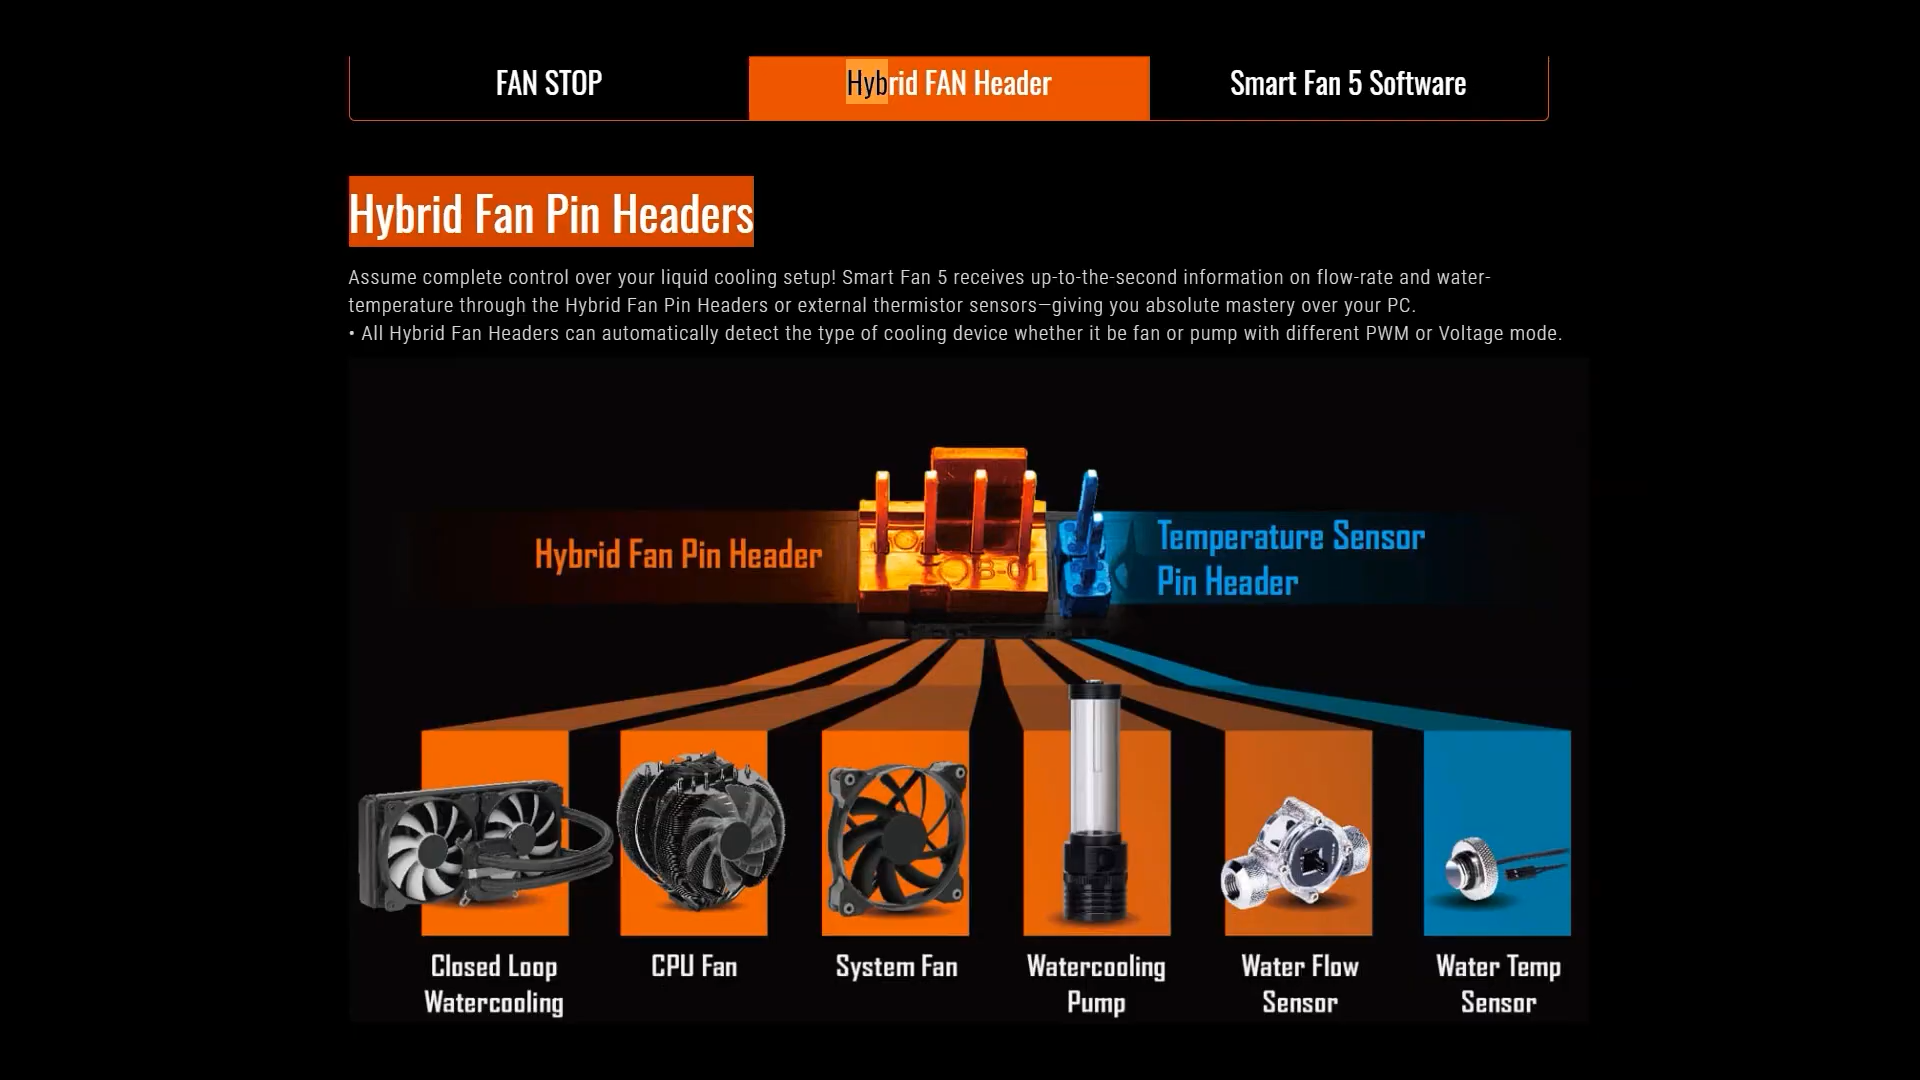 FAN STOP
Hybrid FAN Header
Smart Fan 5 Software
Hybrid Fan Pin Headers
Assume complete control over your liquid cooling setup! Smart Fan 5 receives up-to-the-second information on flow-rate and water-
temperature through the Hybrid Fan Pin Headers or external thermistor sensors—giving you absolute mastery over your PC.
• All Hybrid Fan Headers can automatically detect the type of cooling device whether it be fan or pump with different PWM or Voltage mode.
Hybrid Fan Pin Header
B-01
Temperature Sensor
Pin Header
Closed Loop
Watercooling
CPU Fan
System Fan
Watercooling
Pump
Water Flow
Sensor
Water Temp
Sensor